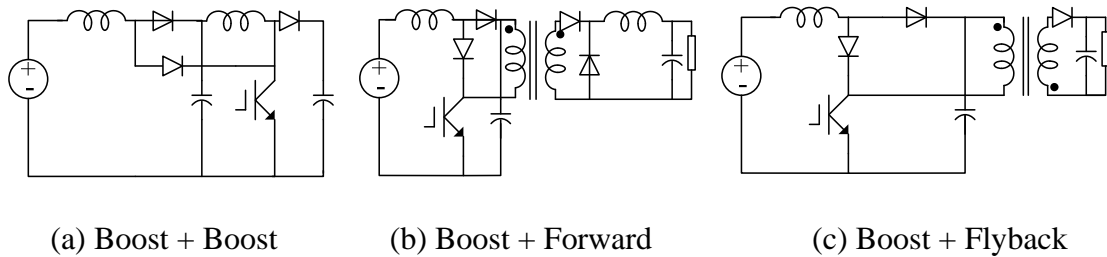 +
-
+
-
+
-
(a) Boost + Boost
(b) Boost + Forward
(c) Boost + Flyback